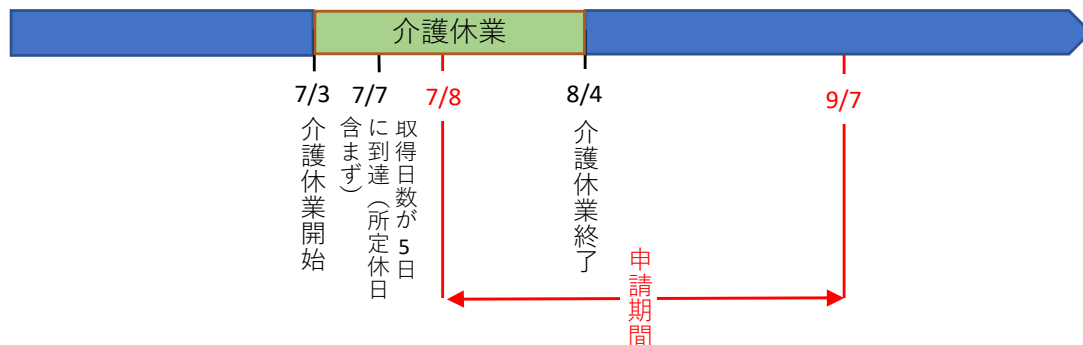 介護休業
7/3
7/7
7/8
8/4
9/7
介護休業開始
取得日数が5日
に到達（所定休日
含まず）
介護休業終了
申請期間